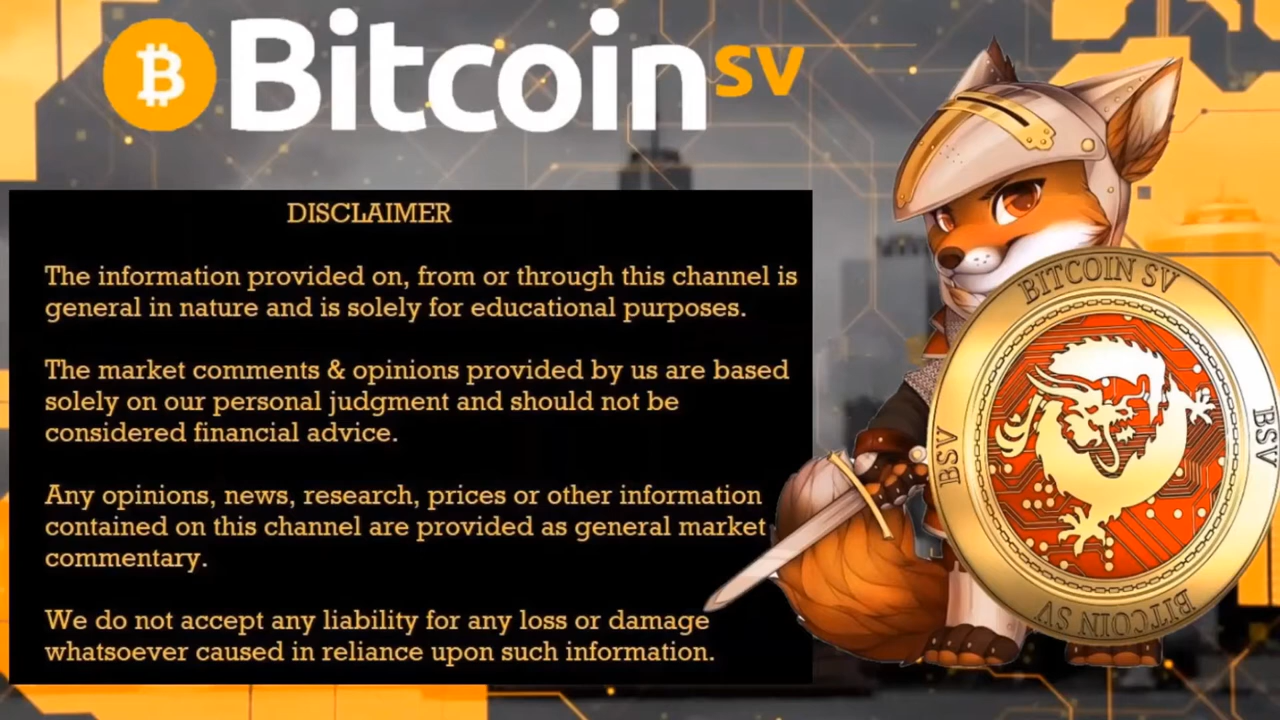 Bitcoin SV
DISCLAIMER
The information provided on, from or through this channel is
general in nature and is solely for educational purposes.
The market comments & opinions provided by us are based
solely on our personal judgment and should not be
considered financial advice.
Any opinions, news, research, prices or other information
contained on this channel are provided as general market
commentary.
We do not accept any liability for any loss or damage
whatsoever caused in reliance upon such information.
BITCOIN SV
BSV
BSV
BITCOIN SV